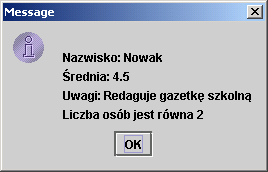 Message
Nazwisko: Nowak
Średnia: 4.5
Uwagi: Redaguje gazetkę szkolną
Liczba osób jest równa 2
OK